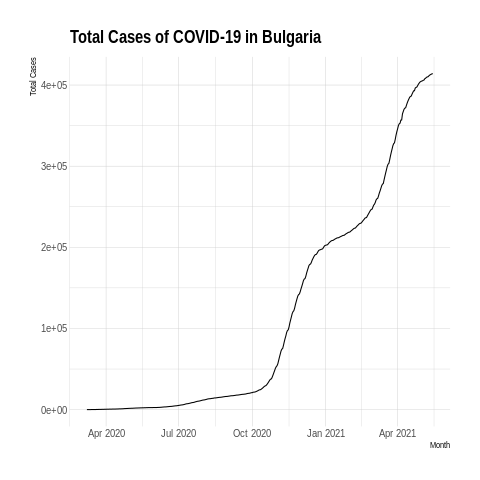 Total Cases of COVID-19 in Bulgaria
Total Cases
4e+05
3e+05
2e+05
1e+05
0e+00
Apr 2020 Jul 2020 Oct 2020 Jan 2021 Apr 2021
Month